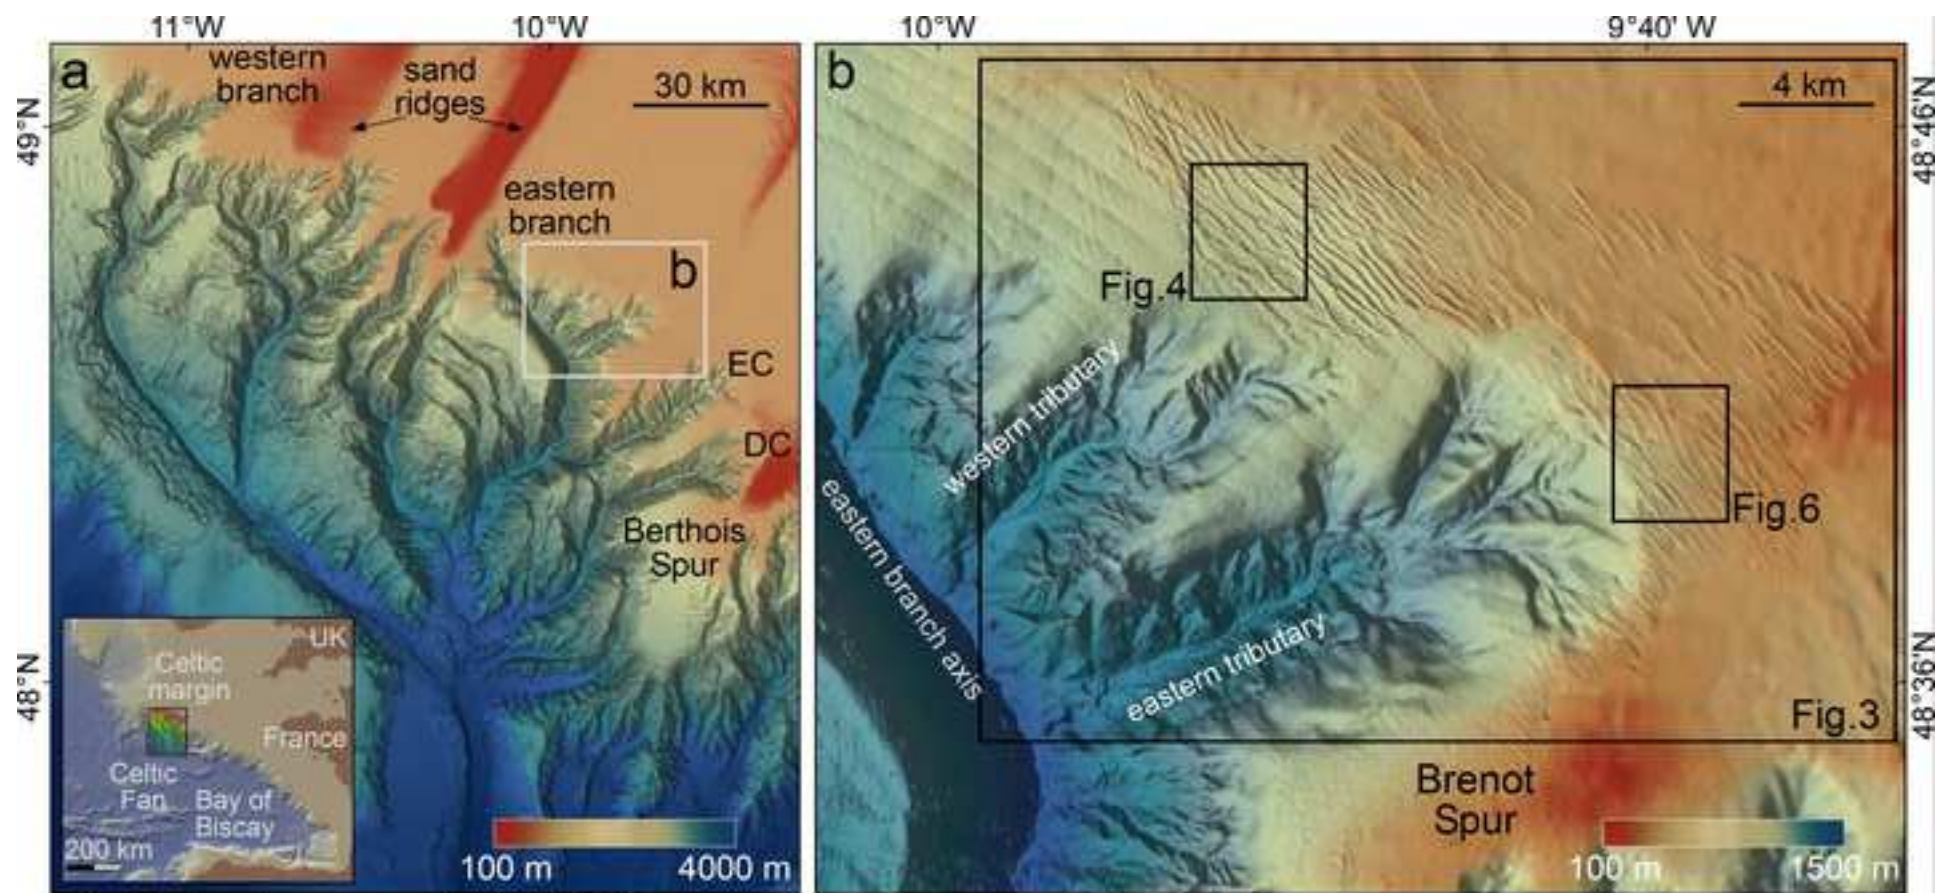 11°W
10°W
10°W
9°40' W
a
western
branch
sand
ridges
30 km
49°N
eastern
branch
b
EC
DC
Berthois
Spur
48°N
UK
Celtic
margin
France
Celtic
Fan
Bay of
Biscay
200 km
100 m
4000 m
b
4 km
48°46'N
Fig.4
western tributary
eastern branch axis
Fig.6
eastern tributary
48°36'N
Fig.3
Brenot
Spur
100 m
1500 m